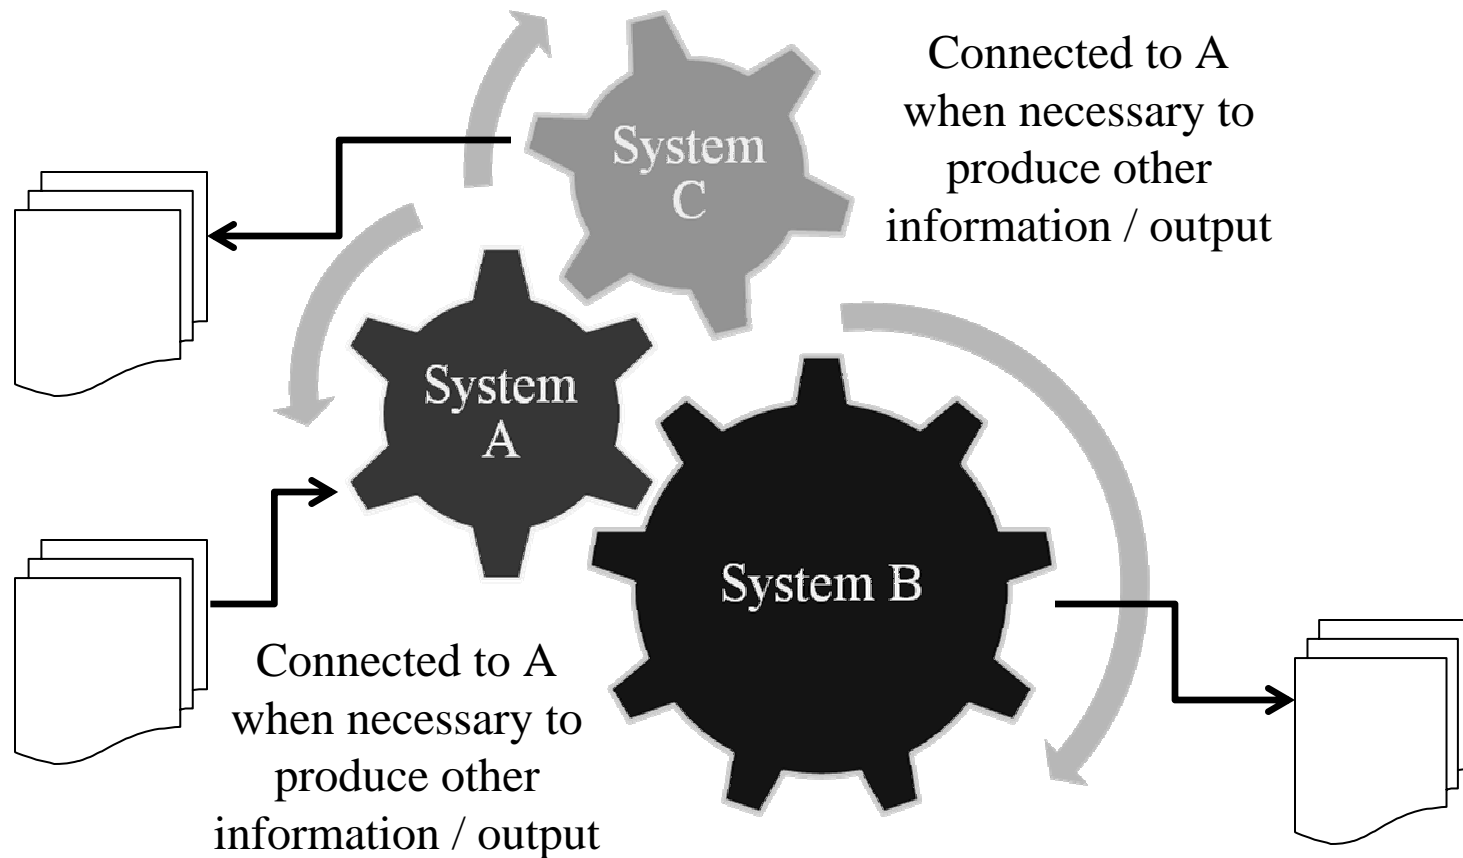 Connected to A
when necessary to
produce other
information / output
System
C
System
A
System B
Connected to A
when necessary to
produce other
information / output